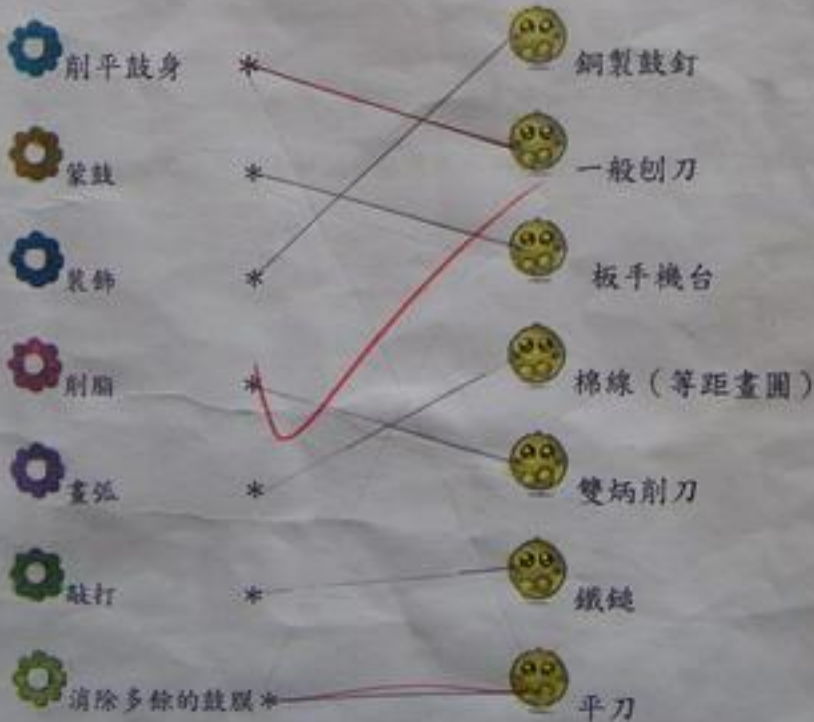 削平鼓身 * 銅製鼓釘
蒙鼓 * 一般刨刀
裝飾 * 板手機台
削脂 * 棉線（等距畫圓）
畫弧 * 雙炳削刀
敲打 * 鐵鎚
消除多餘的鼓膜 * 平刀